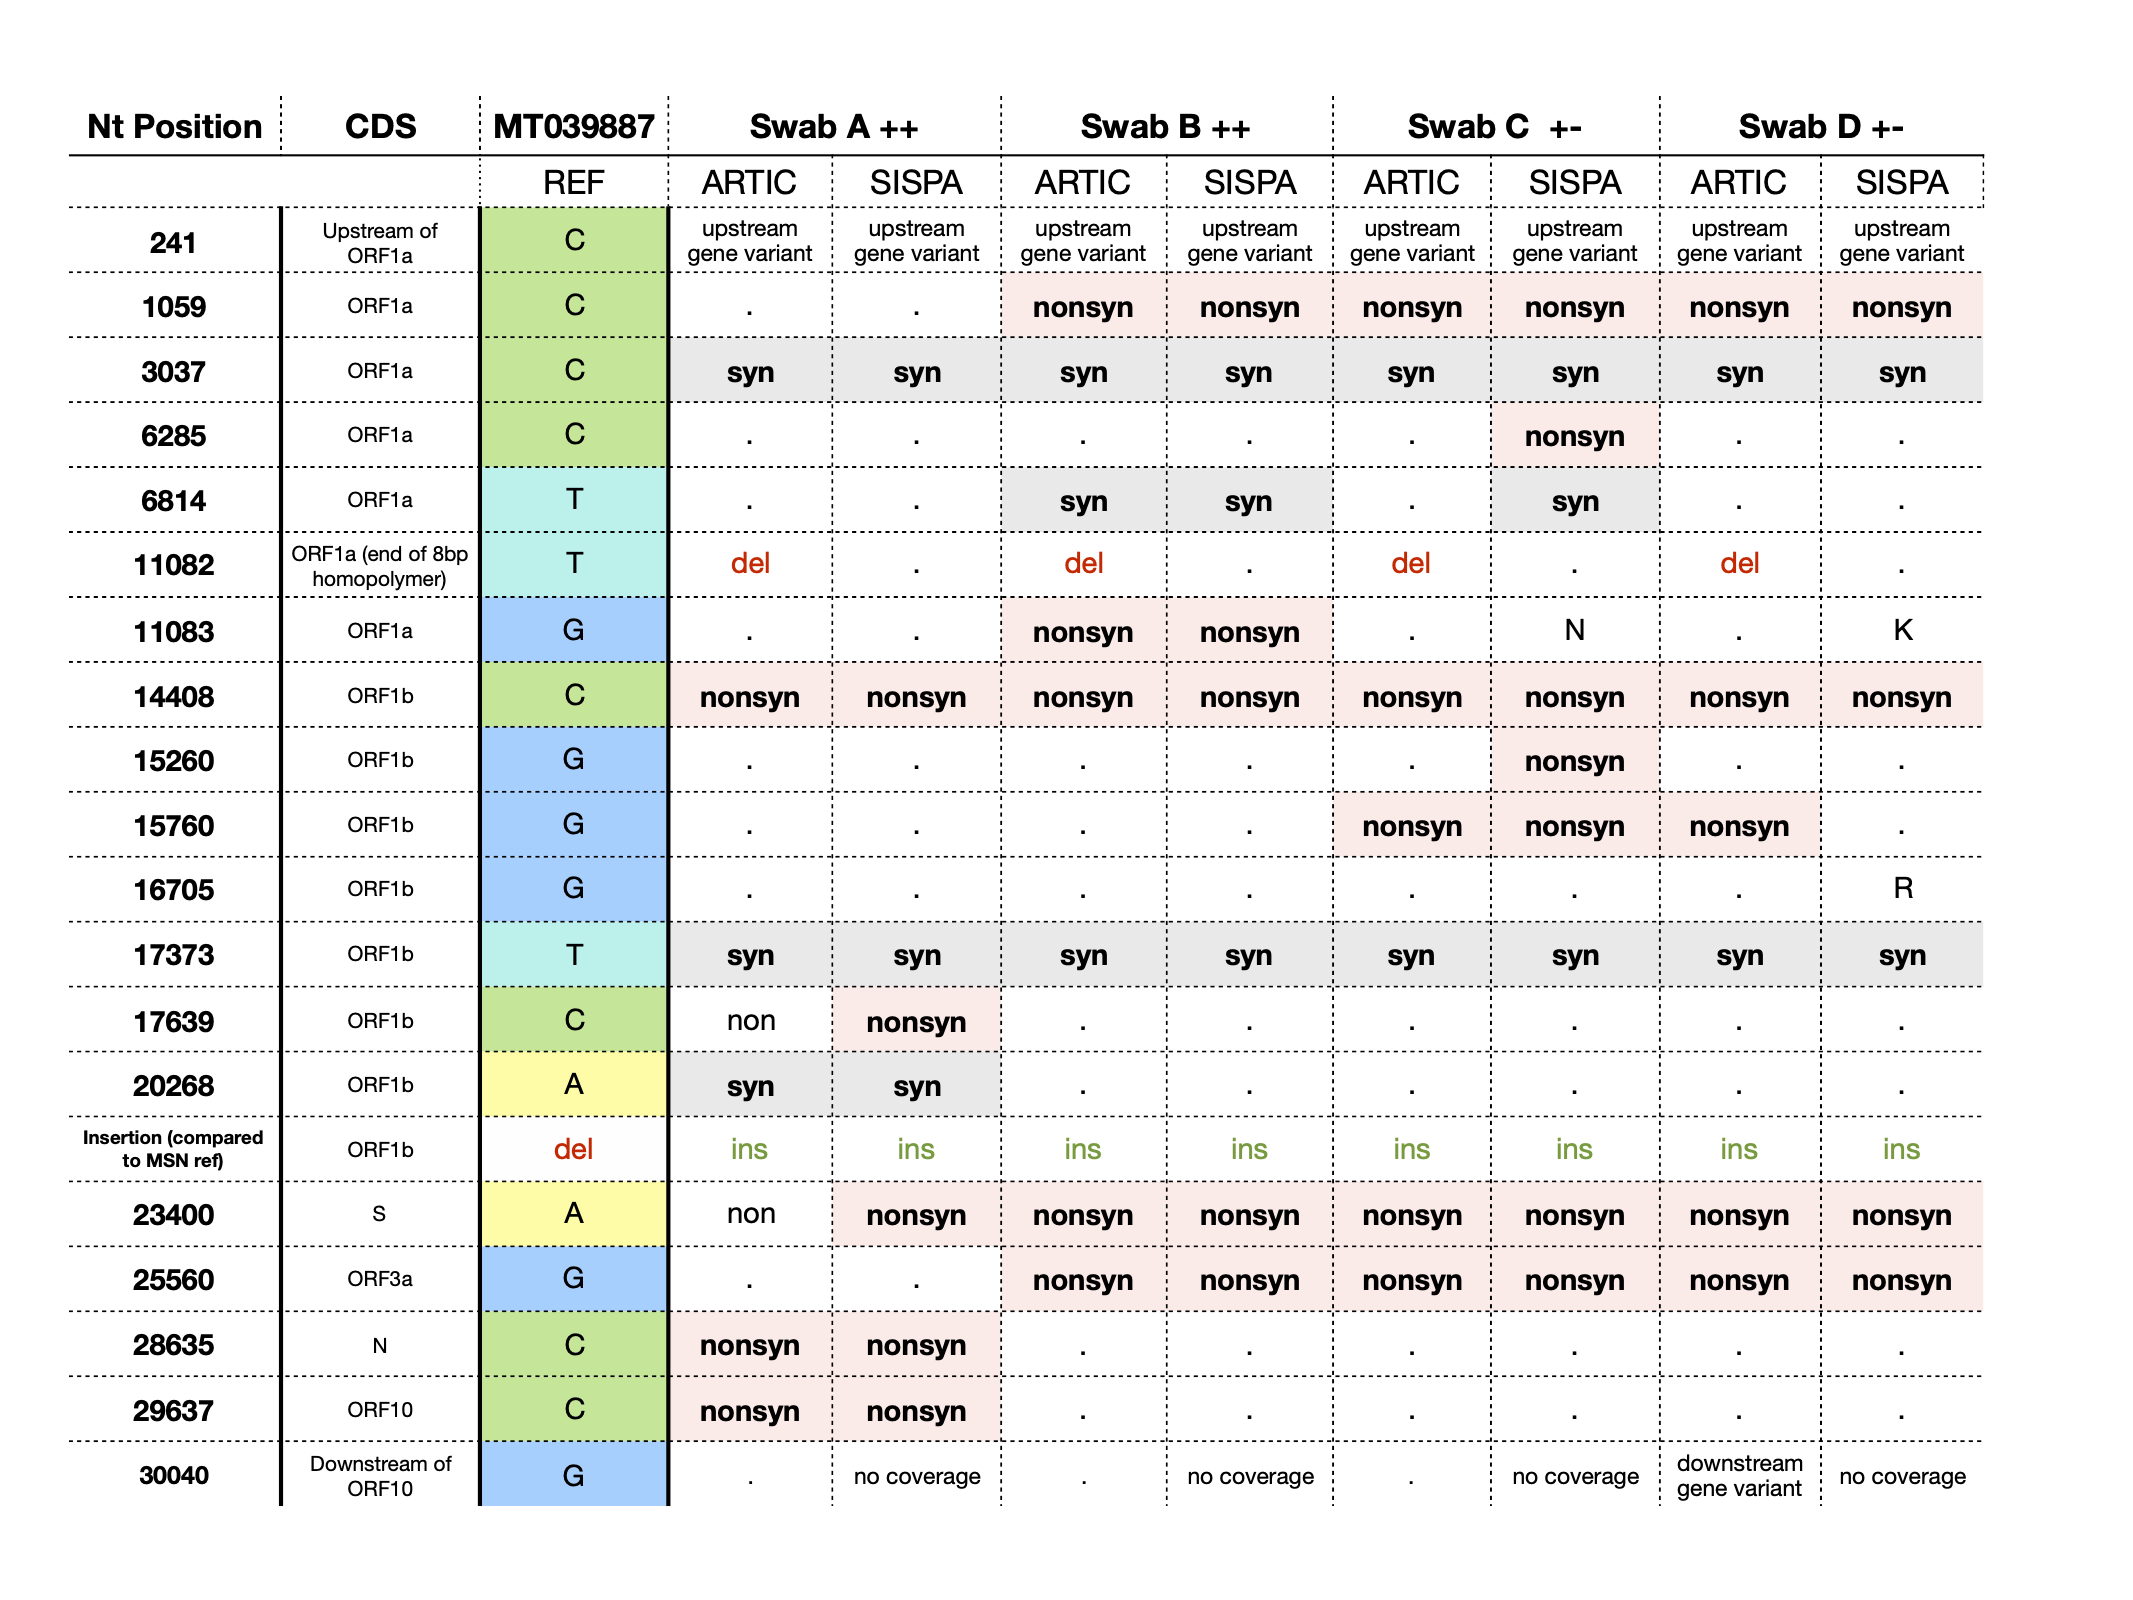 Nt Position CDS MT039887 Swab A ++ Swab B ++ Swab C +- Swab D +-
REF ARTIC SISPA ARTIC SISPA ARTIC SISPA ARTIC SISPA
241 Upstream of ORF1a C upstream gene variant upstream gene variant upstream gene variant upstream gene variant upstream gene variant upstream gene variant upstream gene variant upstream gene variant
1059 ORF1a C . . nonsyn nonsyn nonsyn nonsyn nonsyn nonsyn
3037 ORF1a C syn syn syn syn syn syn syn syn
6285 ORF1a C . . . . . nonsyn . .
6814 ORF1a T . . syn syn . syn . .
11082 ORF1a (end of 8bp homopolymer) T del . del . del . del .
11083 ORF1a G . . nonsyn nonsyn . N . K
14408 ORF1b C nonsyn nonsyn nonsyn nonsyn nonsyn nonsyn nonsyn nonsyn
15260 ORF1b G . . . . . nonsyn . .
15760 ORF1b G . . . . nonsyn nonsyn nonsyn .
16705 ORF1b G . . . . . . . R
17373 ORF1b T syn syn syn syn syn syn syn syn
17639 ORF1b C non nonsyn . . . . . .
20268 ORF1b A syn syn . . . . . .
Insertion (compared to MSN ref) ORF1b del ins ins ins ins ins ins ins ins
23400 S A non nonsyn nonsyn nonsyn nonsyn nonsyn nonsyn nonsyn
25560 ORF3a G . . nonsyn nonsyn nonsyn nonsyn nonsyn nonsyn
28635 N C nonsyn nonsyn . . . . . .
29637 ORF10 C nonsyn nonsyn . . . . . .
30040 Downstream of ORF10 G . no coverage . no coverage . no coverage downstream gene variant no coverage